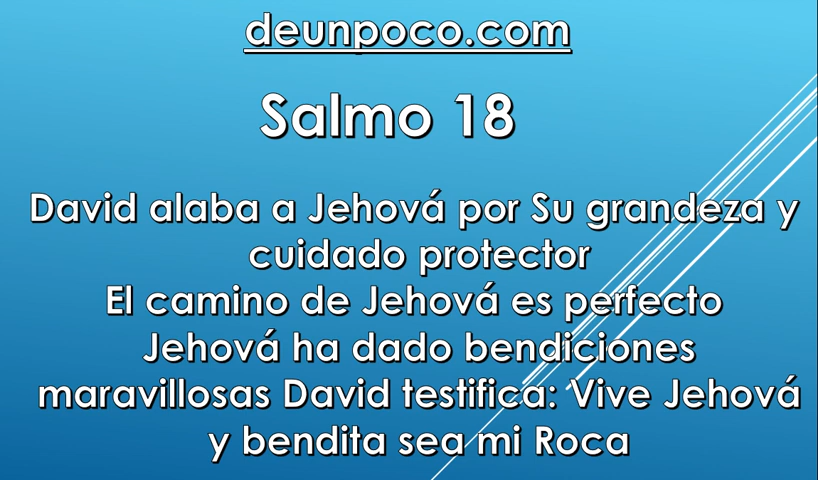 deunpoco.com
Salmo 18
David alaba a Jehová por Su grandeza y
cuidado protector
El camino de Jehová es perfecto
Jehová ha dado bendiciones
maravillosas David testifica: Vive Jehová
y bendita sea mi Roca